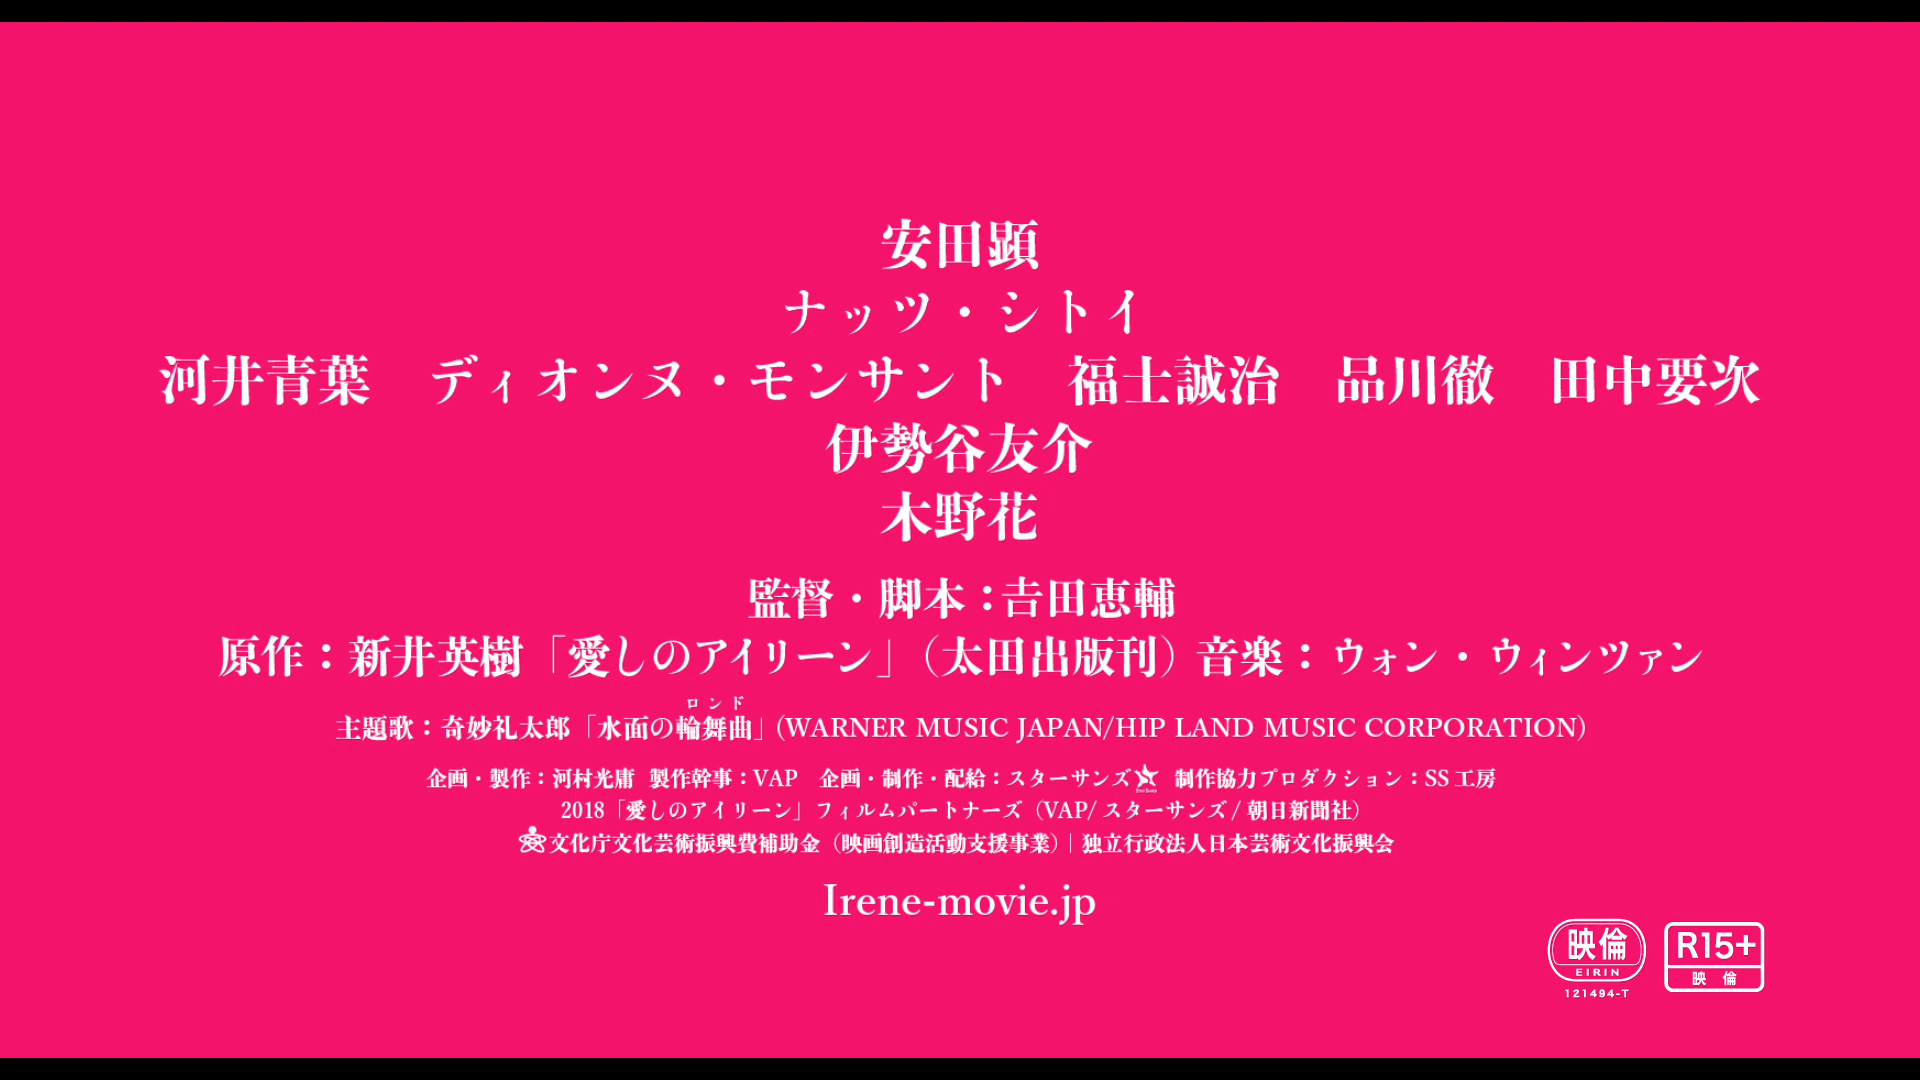 安田顕
ナッツ・シトイ
河井青葉　ディオンヌ・モンサント　福士誠治　品川徹　田中要次
伊勢谷友介
木野花
監督・脚本：𠮷田恵輔
原作：新井英樹「愛しのアイリーン」（太田出版刊）音楽：ウォン・ウィンツァン
ロンド
主題歌：奇妙礼太郎「水面の輪舞曲」(WARNER MUSIC JAPAN/HIP LAND MUSIC CORPORATION)
企画・製作：河村光庸　製作幹事：VAP　企画・制作・配給：スターサンズ　制作協力プロダクション：SS工房
2018「愛しのアイリーン」フィルムパートナーズ（VAP/スターサンズ/朝日新聞社）
文化庁文化芸術振興費補助金（映画創造活動支援事業）｜独立行政法人日本芸術文化振興会
Irene-movie.jp
映倫
EIRIN
121494-T
R15+
映倫